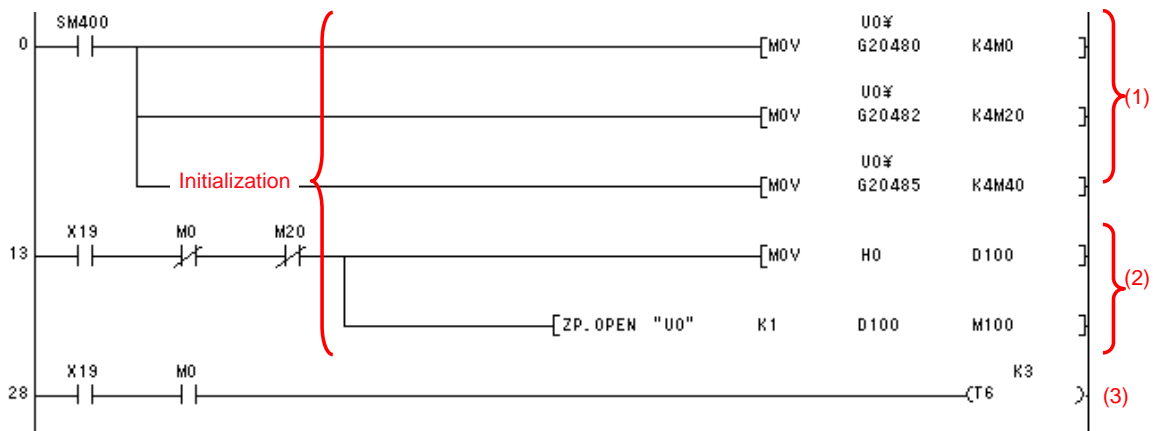 SM400
U0¥
0 [MOV G20480 K4M0 ]
U0¥
[MOV G20482 K4M20 ] (1)
U0¥
Initialization [MOV G20485 K4M40 ]
X19 M0 M20
13 [MOV H0 D100 ]
(2)
[ZP.OPEN "U0" K1 D100 M100 ]
X19 M0 K3
28 (T6 ) (3)